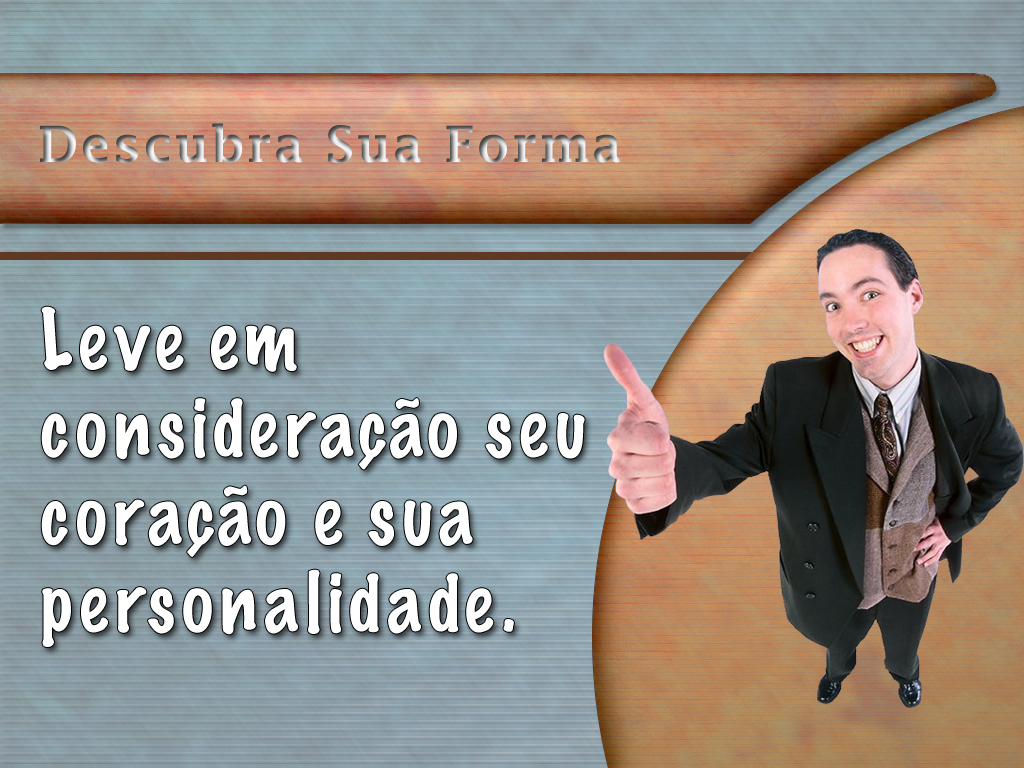 Descubra Sua Forma
Leve em
consideração seu
coração e sua
personalidade.